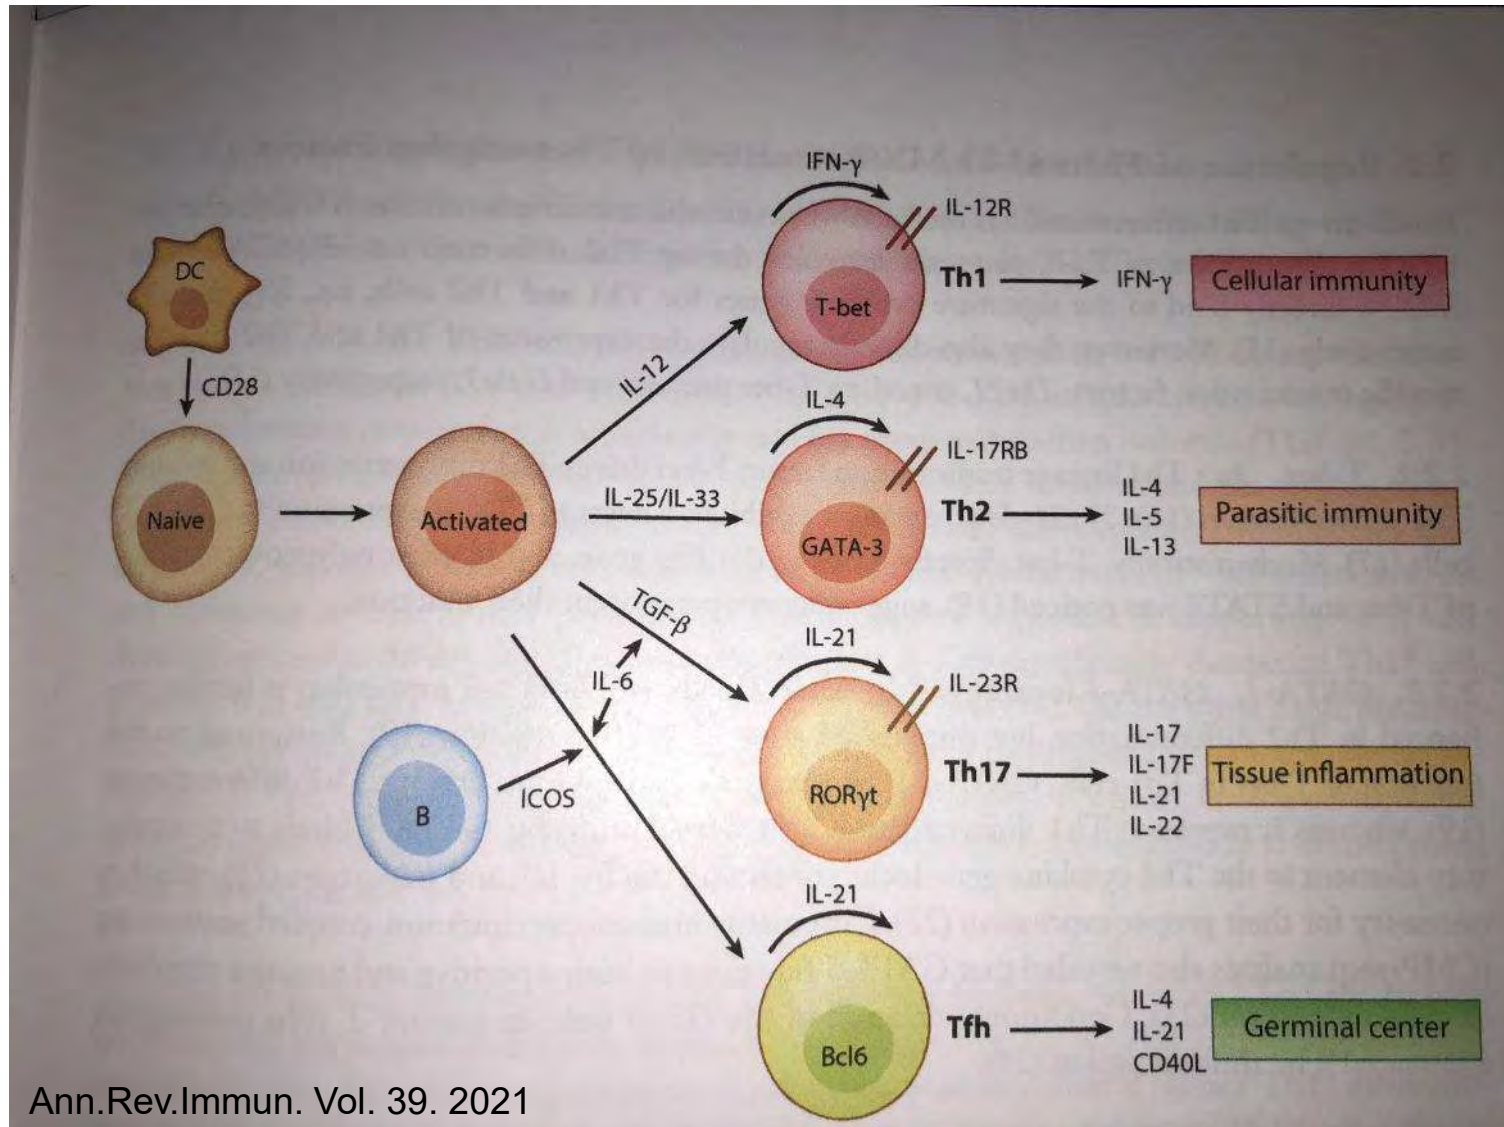 IFN-γ
IL-12R
DC
T-bet
Th1
IFN-γ
Cellular immunity
CD28
IL-12
IL-4
IL-17RB
Naive
Activated
IL-25/IL-33
GATA-3
Th2
IL-4
IL-5
IL-13
Parasitic immunity
TGF-β
IL-6
IL-21
IL-23R
B
ICOS
RORγt
Th17
IL-17
IL-17F
IL-21
IL-22
Tissue inflammation
IL-21
Bcl6
Tfh
IL-4
IL-21
CD40L
Germinal center
Ann.Rev.Immun. Vol. 39. 2021